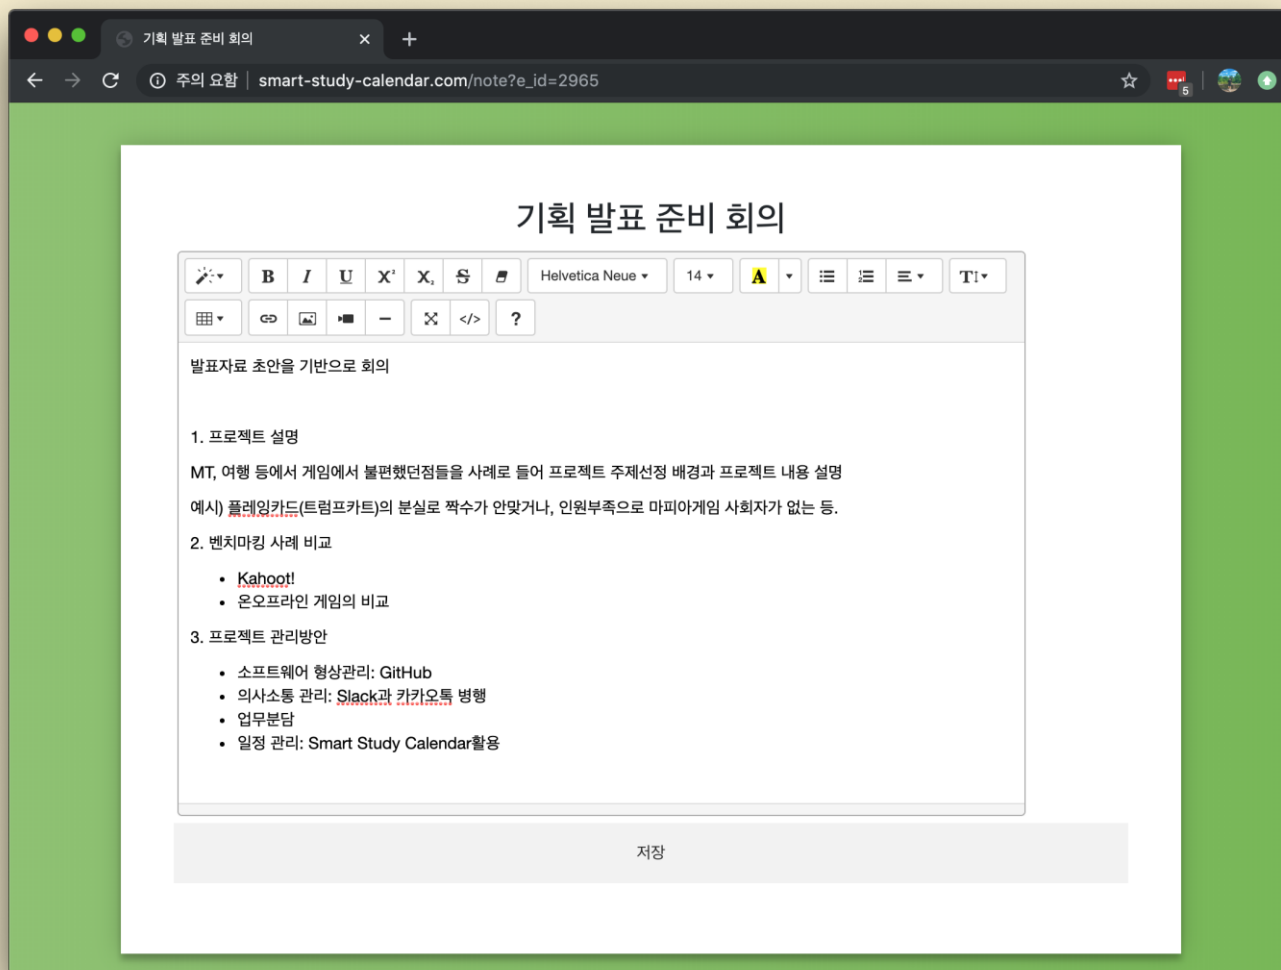 기획 발표 준비 회의
주의 요함 smart-study-calendar.com/note?e_id=2965
5
기획 발표 준비 회의
B I U X² X₂ S Helvetica Neue 14 A TI
</> ?
발표자료 초안을 기반으로 회의
1. 프로젝트 설명
MT, 여행 등에서 게임에서 불편했던점들을 사례로 들어 프로젝트 주제선정 배경과 프로젝트 내용 설명
예시) 플레잉카드(트럼프카트)의 분실로 짝수가 안맞거나, 인원부족으로 마피아게임 사회자가 없는 등.
2. 벤치마킹 사례 비교
• Kahoot!
• 온오프라인 게임의 비교
3. 프로젝트 관리방안
• 소프트웨어 형상관리: GitHub
• 의사소통 관리: Slack과 카카오톡 병행
• 업무분담
• 일정 관리: Smart Study Calendar활용
저장